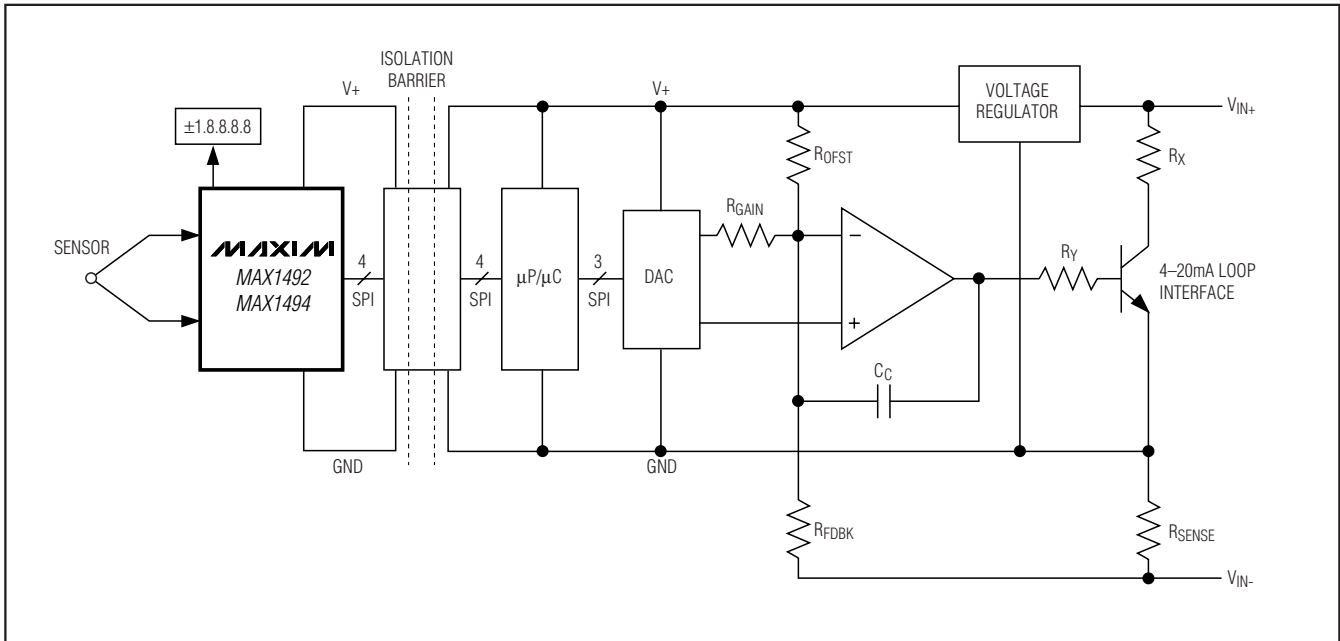 ISOLATION
BARRIER
V+
V+
VOLTAGE
REGULATOR
VIN+
±1.8.8.8.8
ROFST
RX
RGAIN
SENSOR
MAXIM
MAX1492
MAX1494
4
SPI
4
SPI
µP/µC
3
SPI
DAC
−
+
RY
4–20mA LOOP
INTERFACE
CC
GND
GND
RFDBK
RSENSE
VIN-